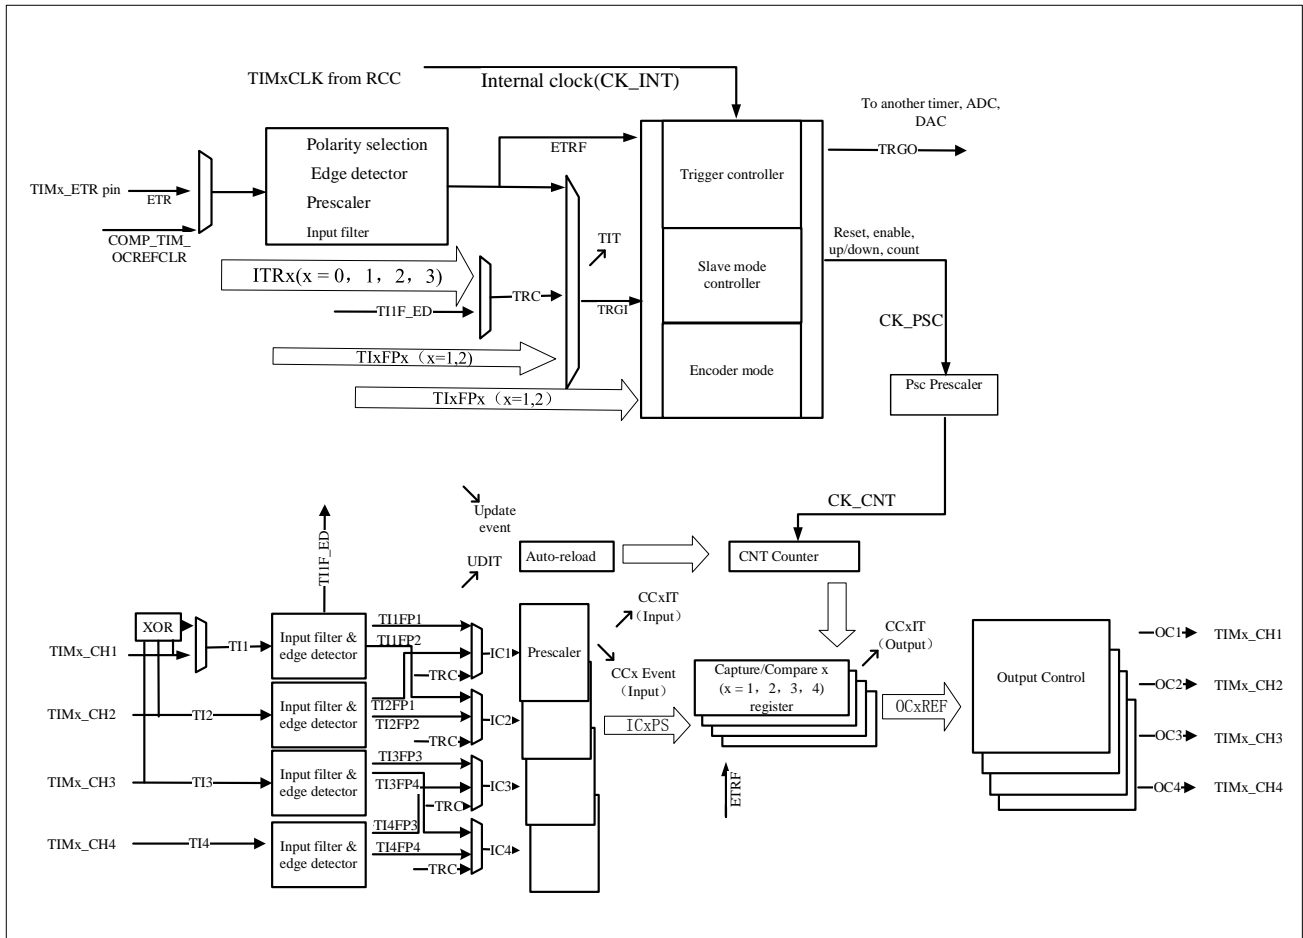 TIMxCLK from RCC
Internal clock(CK_INT)
To another timer, ADC,
DAC
TRGO
Polarity selection
Edge detector
Prescaler
Input filter
ETRF
TIMx_ETR pin
ETR
COMP_TIM_
OCREFCLR
Trigger controller
Slave mode
controller
Encoder mode
TIT
Reset, enable,
up/down, count
ITRx(x = 0， 1， 2， 3)
TRC
TRGI
TI1F_ED
CK_PSC
TIxFPx（x=1,2)
TIxFPx（x=1,2)
Psc Prescaler
CK_CNT
Update
event
UDIT
Auto-reload
CNT Counter
TI1F_ED
CCxIT
（Input)
CCx Event
（Input)
CCxIT
(Output)
XOR
TIMx_CH1
TI1
Input filter &
edge detector
TI1FP1
TI1FP2
TRC
IC1
Prescaler
TIMx_CH2
TI2
Input filter &
edge detector
TI2FP1
TI2FP2
TRC
IC2
TIMx_CH3
TI3
Input filter &
edge detector
TI3FP3
TI3FP4
TRC
IC3
TIMx_CH4
TI4
Input filter &
edge detector
TI4FP3
TI4FP4
TRC
IC4
ICxPS
Capture/Compare x
(x = 1， 2， 3， 4)
register
ETRF
OCxREF
Output Control
OC1
TIMx_CH1
OC2
TIMx_CH2
OC3
TIMx_CH3
OC4
TIMx_CH4